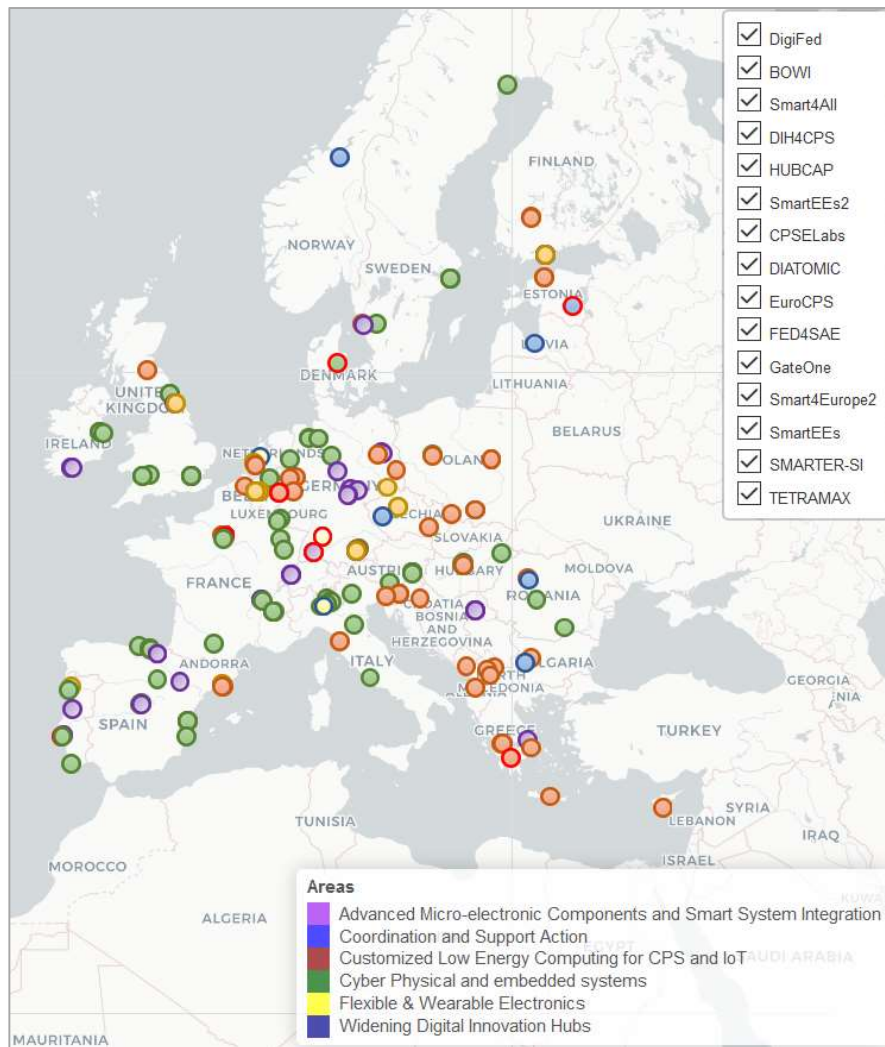 DigiFed
BOWI
Smart4All
DIH4CPS
HUBCAP
SmartEEs2
CPSELabs
DIATOMIC
EuroCPS
FED4SAE
GateOne
Smart4Europe2
SmartEEs
SMARTER-SI
TETRAMAX
FINLAND
NORWAY
SWEDEN
ESTONIA
DENMARK
LITHUANIA
UNITED
KINGDOM
IRELAND
BELARUS
LUXEMBOURG
UKRAINE
SLOVAKIA
MOLDOVA
FRANCE
CROATIA
BOSNIA
AND
HERZEGOVINA
ANDORRA
ITALY
SPAIN
GEORGIA
GREECE
TURKEY
SYRIA
LEBANON
TUNISIA
IRAQ
ISRAEL
MOROCCO
ALGERIA
SAUDI ARABIA
MAURITANIA
Areas
Advanced Micro-electronic Components and Smart System Integration
Coordination and Support Action
Customized Low Energy Computing for CPS and IoT
Cyber Physical and embedded systems
Flexible & Wearable Electronics
Widening Digital Innovation Hubs